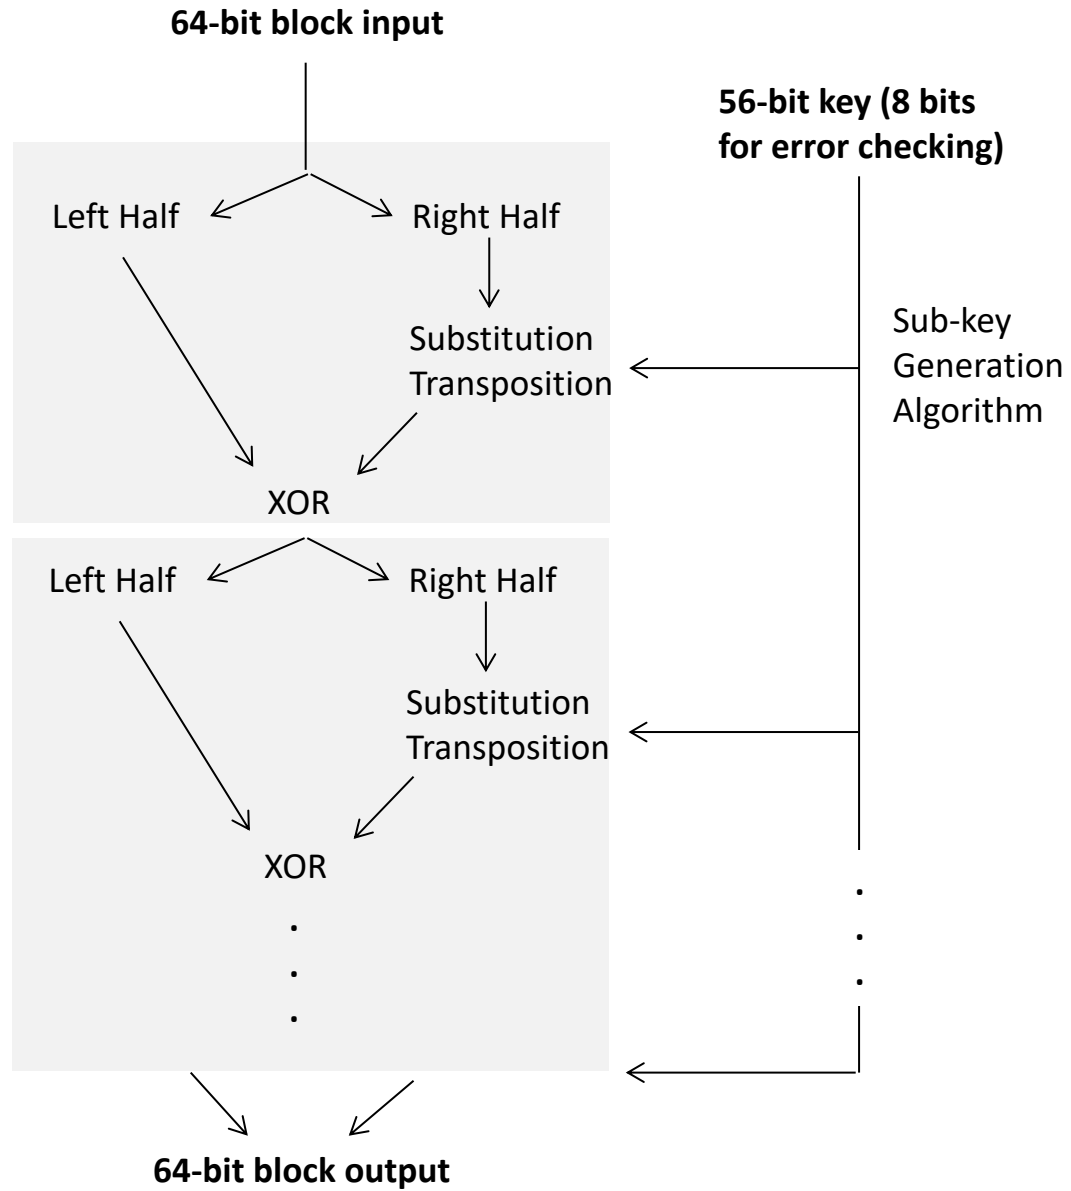 64-bit block input
56-bit key (8 bits
for error checking)
Left Half
Right Half
Sub-key
Generation
Algorithm
Substitution
Transposition
XOR
Left Half
Right Half
Substitution
Transposition
XOR
.
.
.
.
.
.
64-bit block output